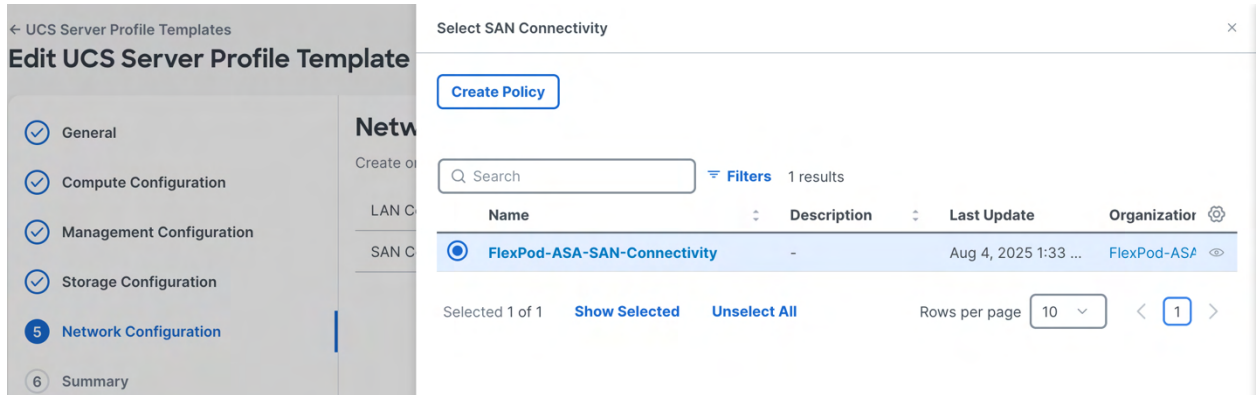 ← UCS Server Profile Templates
Edit UCS Server Profile Template
General
Compute Configuration
Management Configuration
Storage Configuration
5 Network Configuration
6 Summary
Netw
Create or
LAN C
SAN C
Select SAN Connectivity
Create Policy
Search Filters 1 results
Name Description Last Update Organization
FlexPod-ASA-SAN-Connectivity - Aug 4, 2025 1:33 ... FlexPod-ASA
Selected 1 of 1 Show Selected Unselect All Rows per page 10 1